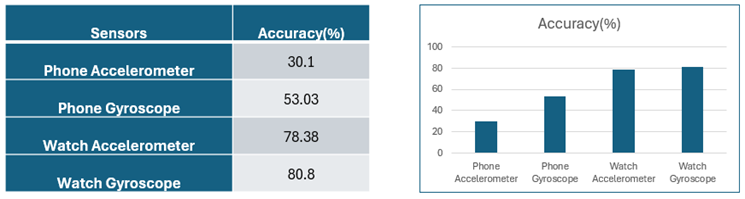 Sensors Accuracy(%)
Phone Accelerometer 30.1
Phone Gyroscope 53.03
Watch Accelerometer 78.38
Watch Gyroscope 80.8
Accuracy(%)
100
80
60
40
20
0
Phone Phone Watch Watch
Accelerometer Gyroscope Accelerometer Gyroscope